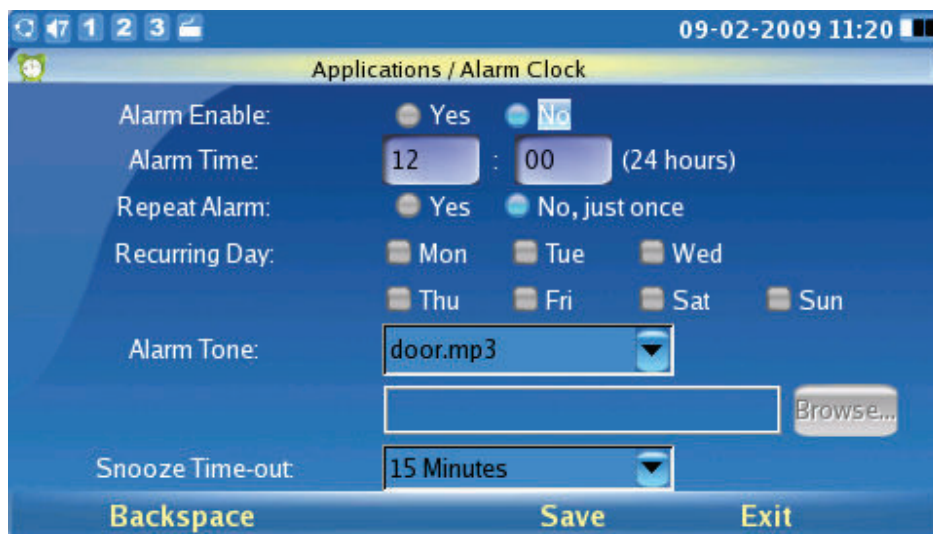 47 1 2 3 09-02-2009 11:20
Applications / Alarm Clock
Alarm Enable: Yes No
Alarm Time: 12 : 00 (24 hours)
Repeat Alarm: Yes No, just once
Recurring Day: Mon Tue Wed
Thu Fri Sat Sun
Alarm Tone: door.mp3
Browse...
Snooze Time-out: 15 Minutes
Backspace Save Exit